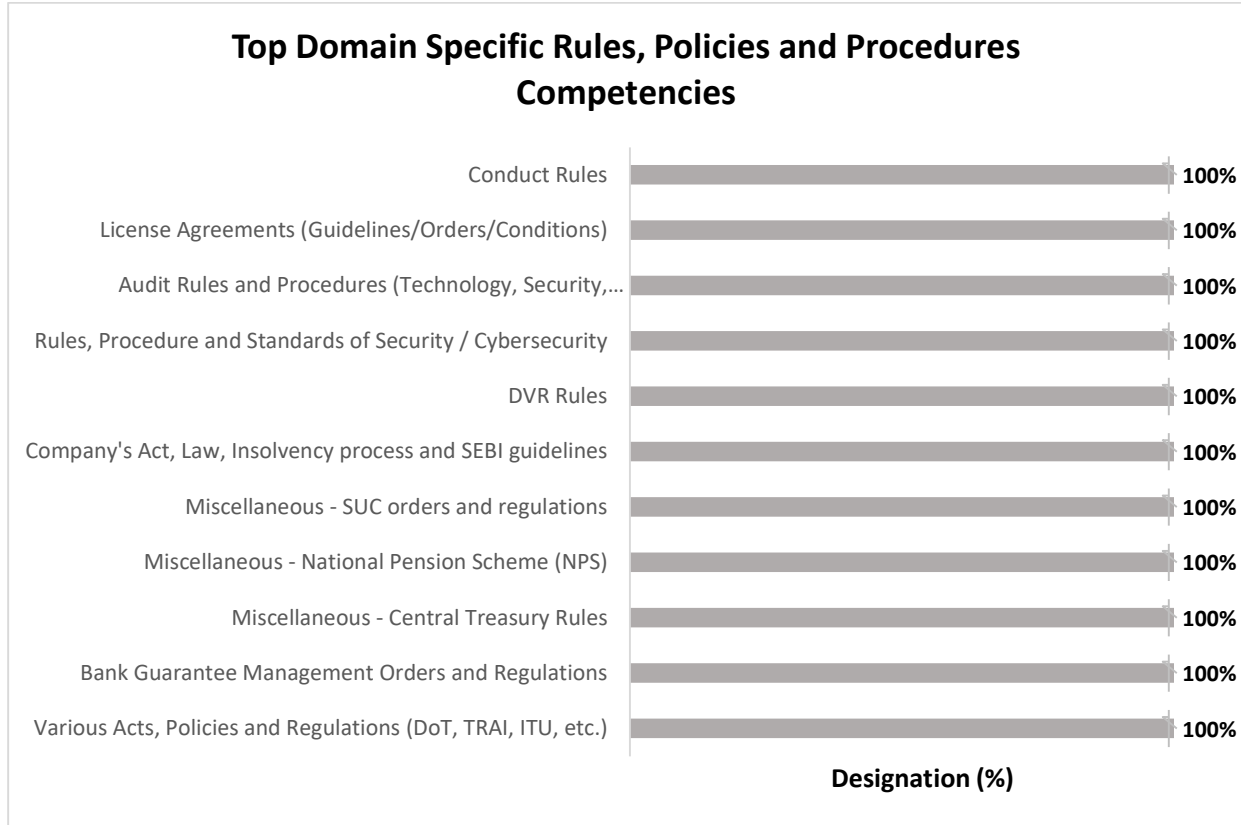 Top Domain Specific Rules, Policies and Procedures
Competencies
Conduct Rules 100%
License Agreements (Guidelines/Orders/Conditions) 100%
Audit Rules and Procedures (Technology, Security,... 100%
Rules, Procedure and Standards of Security / Cybersecurity 100%
DVR Rules 100%
Company's Act, Law, Insolvency process and SEBI guidelines 100%
Miscellaneous - SUC orders and regulations 100%
Miscellaneous - National Pension Scheme (NPS) 100%
Miscellaneous - Central Treasury Rules 100%
Bank Guarantee Management Orders and Regulations 100%
Various Acts, Policies and Regulations (DoT, TRAI, ITU, etc.) 100%
Designation (%)